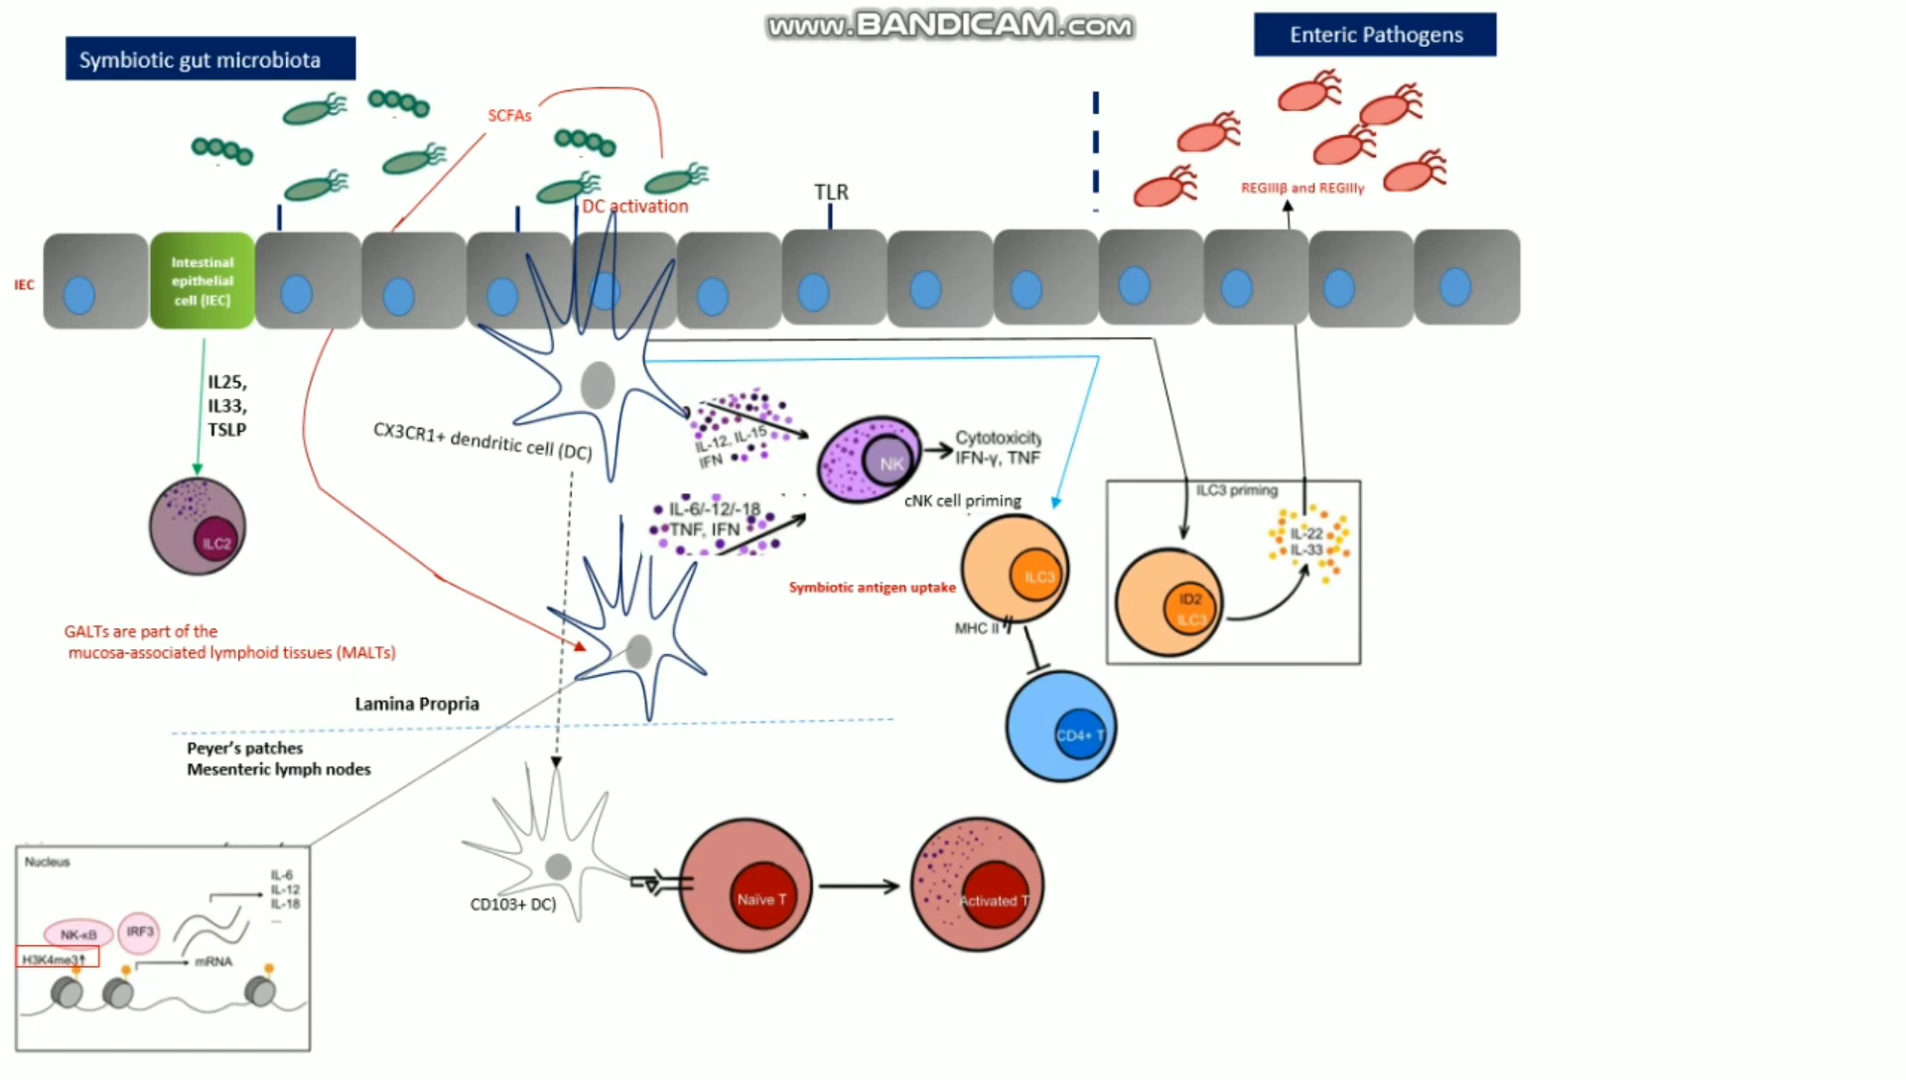 www.BANDICAM.COM
Enteric Pathogens
Symbiotic gut microbiota
SCFAs
TLR
REGIIIβ and REGIIIγ
DC activation
IEC
Intestinal
epithelial
cell (IEC)
IL25,
IL33,
TSLP
CX3CR1+ dendritic cell (DC)
IL-12, IL-15
IFN
NK
Cytotoxicity
IFN-γ, TNF
cNK cell priming
IL-6/-12/-18
TNF, IFN
ILC2
ILC3 priming
IL-22
IL-33
ILC3
Symbiotic antigen uptake
MHC II
ID2
ILC3
GALTs are part of the
mucosa-associated lymphoid tissues (MALTs)
Lamina Propria
CD4+ T
Peyer's patches
Mesenteric lymph nodes
Nucleus
IL-6
IL-12
IL-18
...
NK-κB
IRF3
H3K4me3↑
mRNA
CD103+ DC)
Naïve T
Activated T